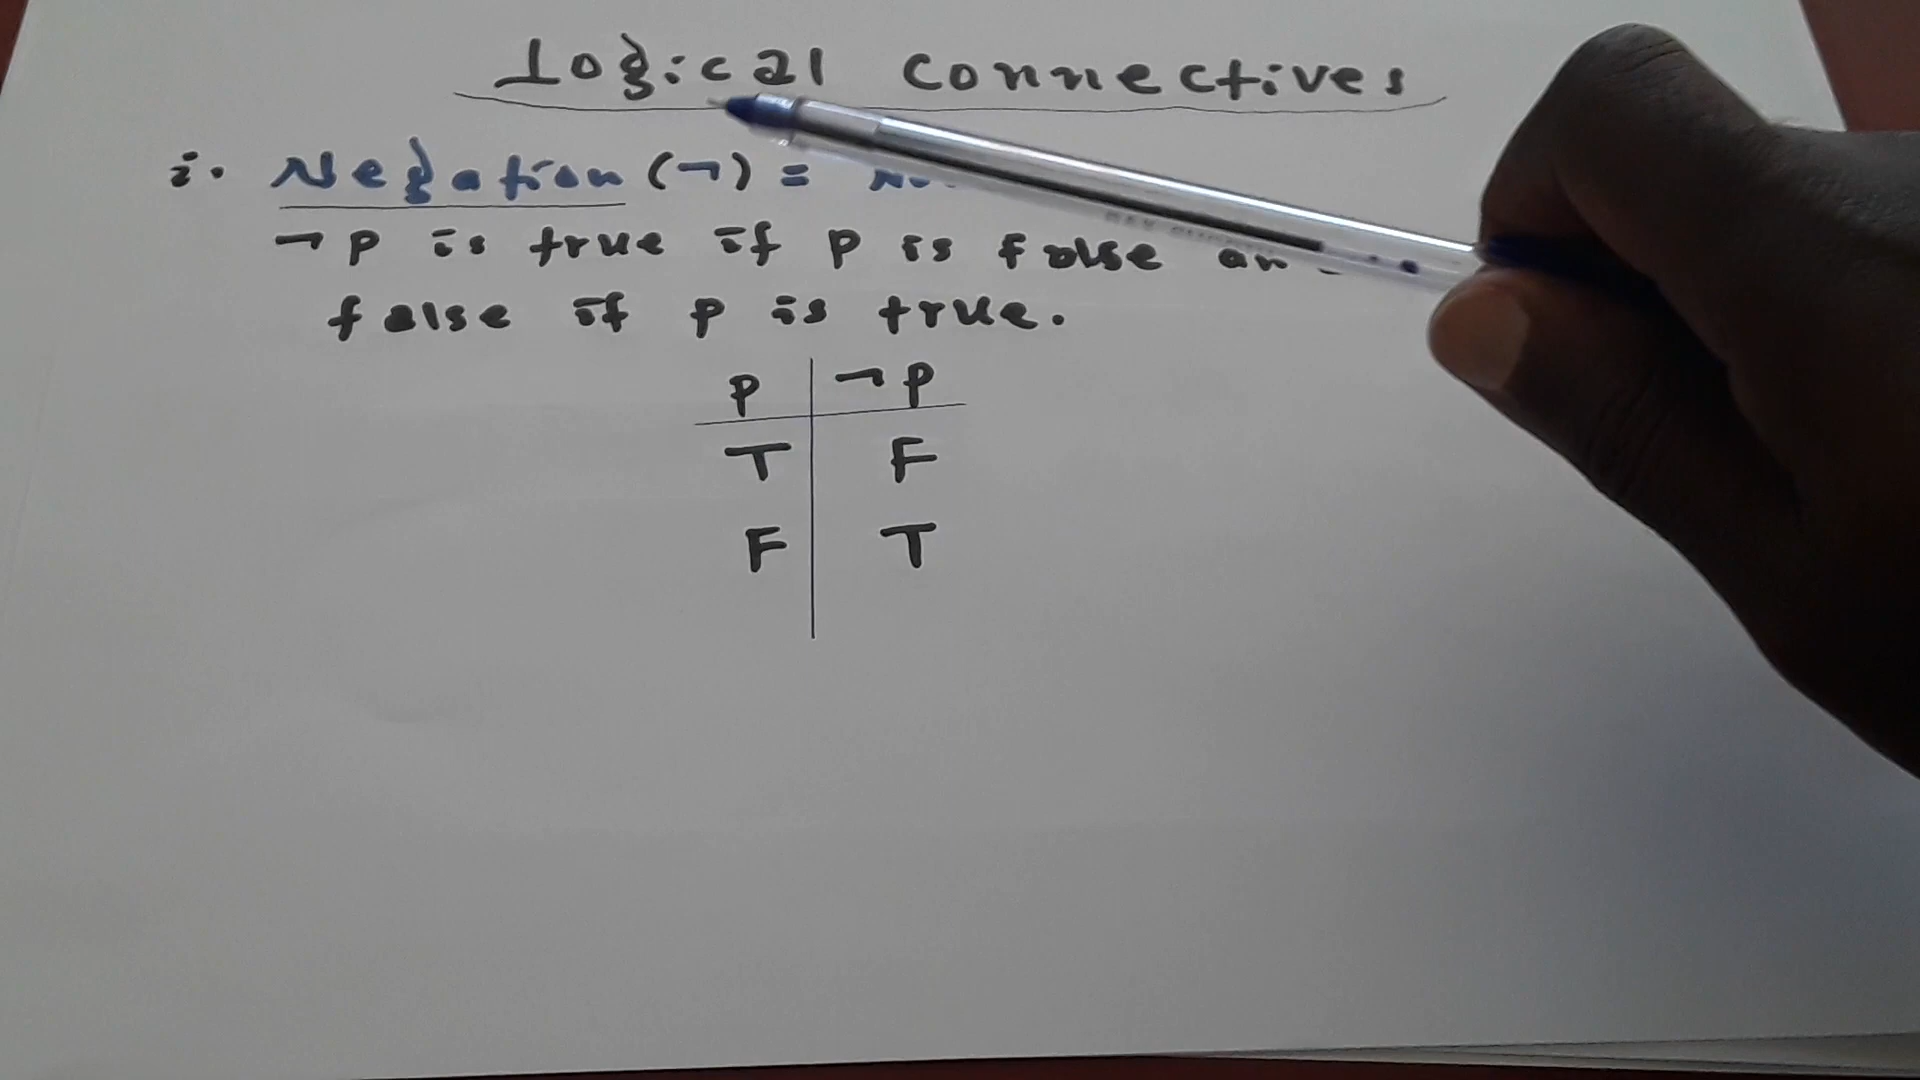 Logical connectives
i. Negation (¬) =
¬P is true if P is false
false if P is true.
P ¬P
T F
F T